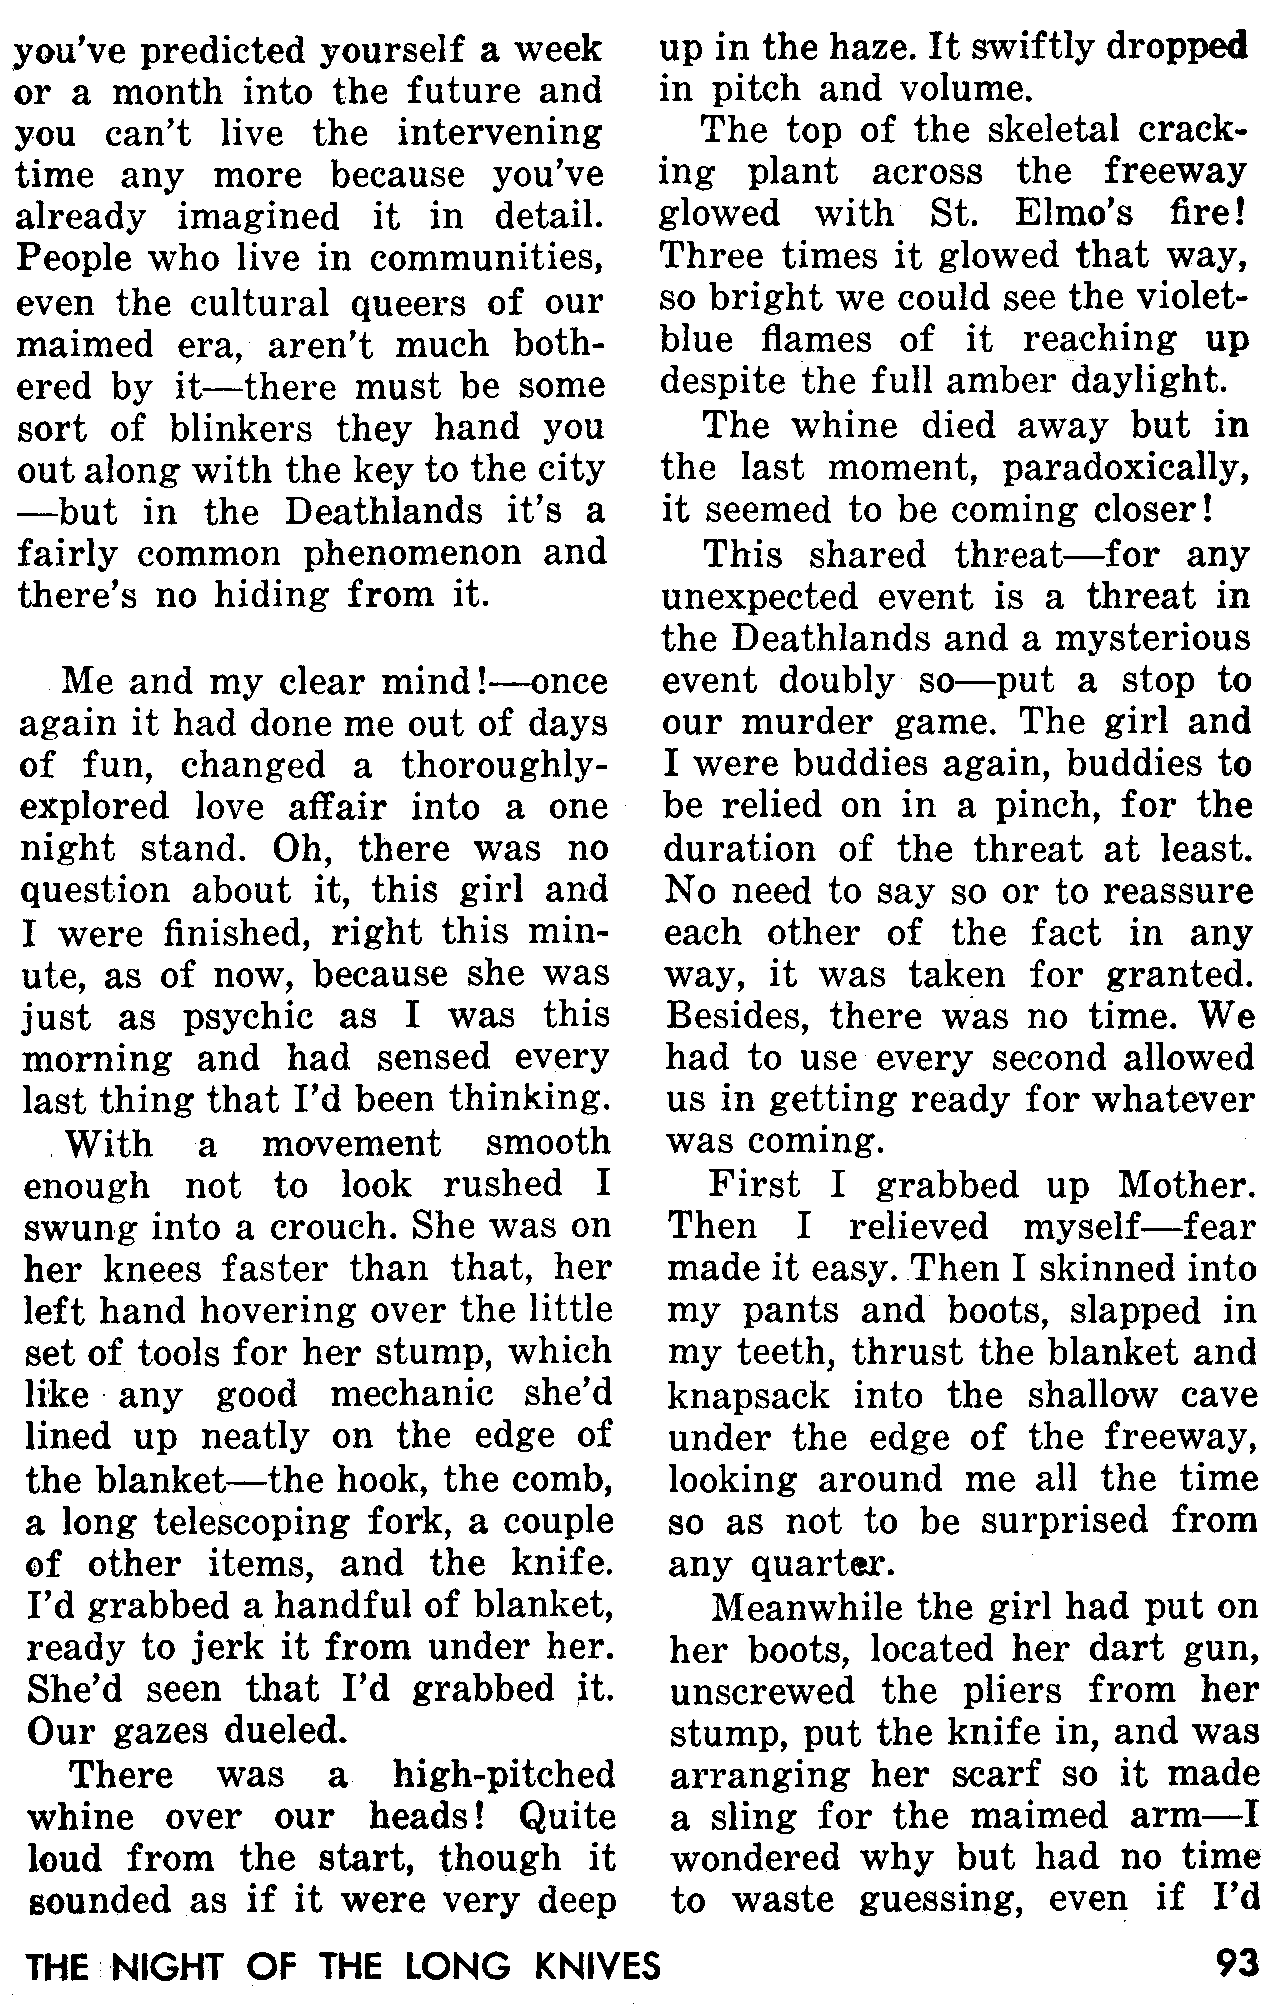 you've predicted yourself a week
or a month into the future and
you can't live the intervening
time any more because you've
already imagined it in detail.
People who live in communities,
even the cultural queers of our
maimed era, aren't much both-
ered by it—there must be some
sort of blinkers they hand you
out along with the key to the city
—but in the Deathlands it's a
fairly common phenomenon and
there's no hiding from it.
Me and my clear mind!—once
again it had done me out of days
of fun, changed a thoroughly-
explored love affair into a one
night stand. Oh, there was no
question about it, this girl and
I were finished, right this min-
ute, as of now, because she was
just as psychic as I was this
morning and had sensed every
last thing that I'd been thinking.
With a movement smooth
enough not to look rushed I
swung into a crouch. She was on
her knees faster than that, her
left hand hovering over the little
set of tools for her stump, which
like any good mechanic she'd
lined up neatly on the edge of
the blanket—the hook, the comb,
a long telescoping fork, a couple
of other items, and the knife.
I'd grabbed a handful of blanket,
ready to jerk it from under her.
She'd seen that I'd grabbed it.
Our gazes dueled.
There was a high-pitched
whine over our heads! Quite
loud from the start, though it
sounded as if it were very deep
up in the haze. It swiftly dropped
in pitch and volume.
The top of the skeletal crack-
ing plant across the freeway
glowed with St. Elmo's fire!
Three times it glowed that way,
so bright we could see the violet-
blue flames of it reaching up
despite the full amber daylight.
The whine died away but in
the last moment, paradoxically,
it seemed to be coming closer!
This shared threat—for any
unexpected event is a threat in
the Deathlands and a mysterious
event doubly so—put a stop to
our murder game. The girl and
I were buddies again, buddies to
be relied on in a pinch, for the
duration of the threat at least.
No need to say so or to reassure
each other of the fact in any
way, it was taken for granted.
Besides, there was no time. We
had to use every second allowed
us in getting ready for whatever
was coming.
First I grabbed up Mother.
Then I relieved myself—fear
made it easy. Then I skinned into
my pants and boots, slapped in
my teeth, thrust the blanket and
knapsack into the shallow cave
under the edge of the freeway,
looking around me all the time
so as not to be surprised from
any quarter.
Meanwhile the girl had put on
her boots, located her dart gun,
unscrewed the pliers from her
stump, put the knife in, and was
arranging her scarf so it made
a sling for the maimed arm—I
wondered why but had no time
to waste guessing, even if I'd
THE NIGHT OF THE LONG KNIVES 93